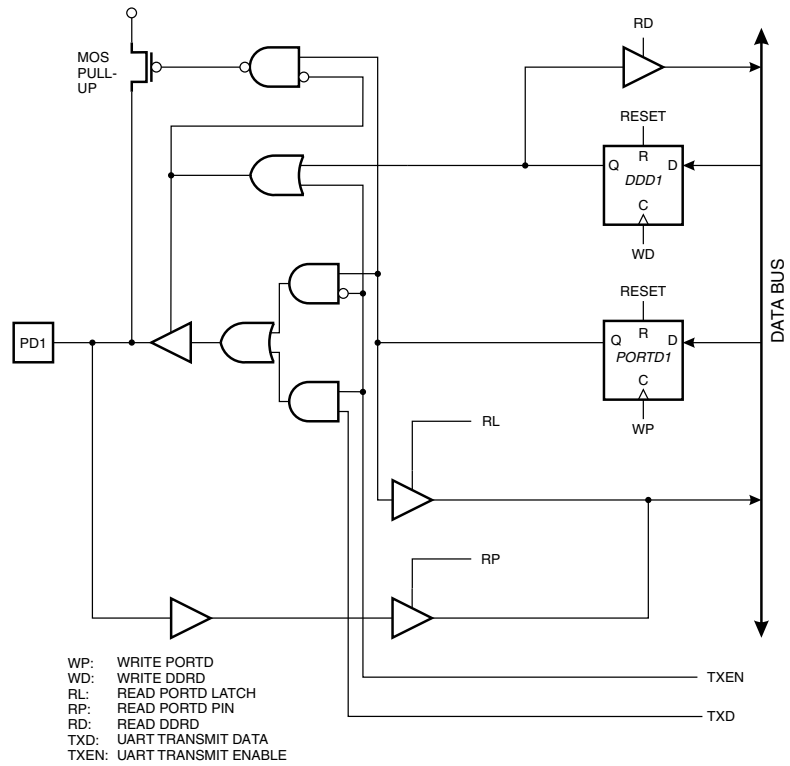 RD
MOS
PULL-
UP
RESET
R
Q
D
DDD1
C
WD
DATA BUS
RESET
R
Q
D
PD1
PORTD1
C
WP
RL
RP
WP: WRITE PORTD
WD: WRITE DDRD
RL: READ PORTD LATCH
RP: READ PORTD PIN
RD: READ DDRD
TXD: UART TRANSMIT DATA
TXEN: UART TRANSMIT ENABLE
TXEN
TXD